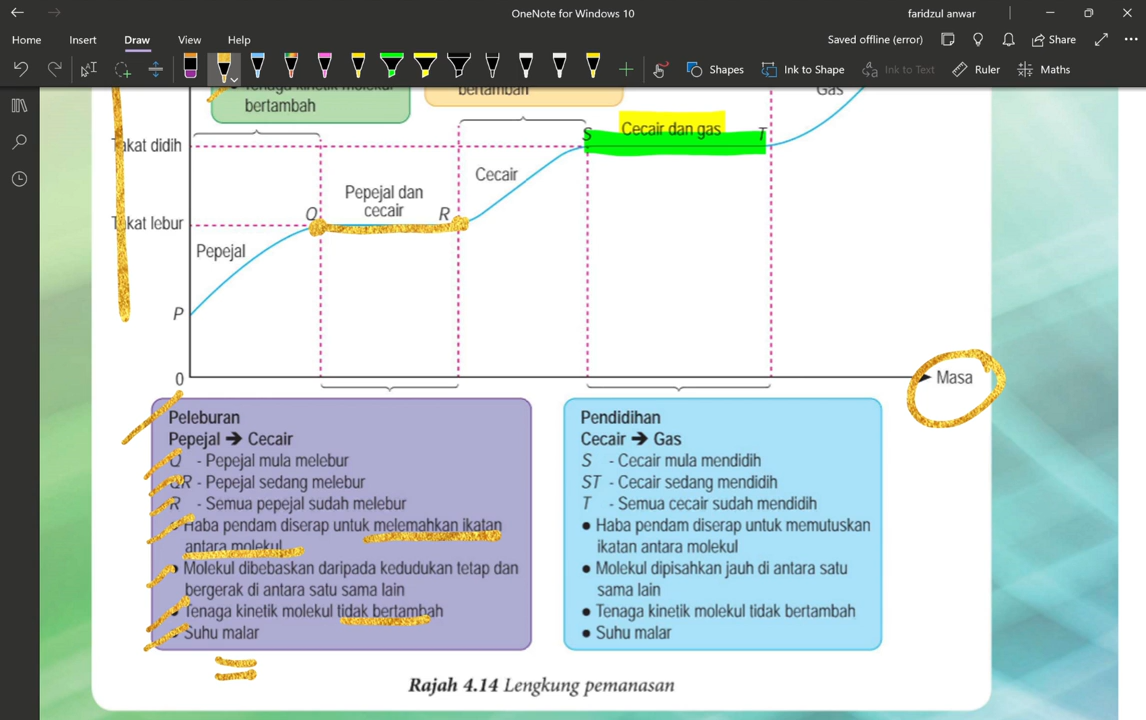 OneNote for Windows 10
faridzul anwar
Home Insert Draw View Help
Saved offline (error) Share
Shapes Ink to Shape Ink to Text Ruler Maths
Tenaga kinetik molekul
bertambah
bertambah
Gas
Takat didih
S Cecair dan gas T
Cecair
Pepejal dan
cecair
Q R
Takat lebur
Pepejal
P
0
Masa
Peleburan
Pepejal ➔ Cecair
Q - Pepejal mula melebur
QR - Pepejal sedang melebur
R - Semua pepejal sudah melebur
• Haba pendam diserap untuk melemahkan ikatan
antara molekul
• Molekul dibebaskan daripada kedudukan tetap dan
bergerak di antara satu sama lain
• Tenaga kinetik molekul tidak bertambah
• Suhu malar
Pendidihan
Cecair ➔ Gas
S - Cecair mula mendidih
ST - Cecair sedang mendidih
T - Semua cecair sudah mendidih
• Haba pendam diserap untuk memutuskan
ikatan antara molekul
• Molekul dipisahkan jauh di antara satu
sama lain
• Tenaga kinetik molekul tidak bertambah
• Suhu malar
Rajah 4.14 Lengkung pemanasan